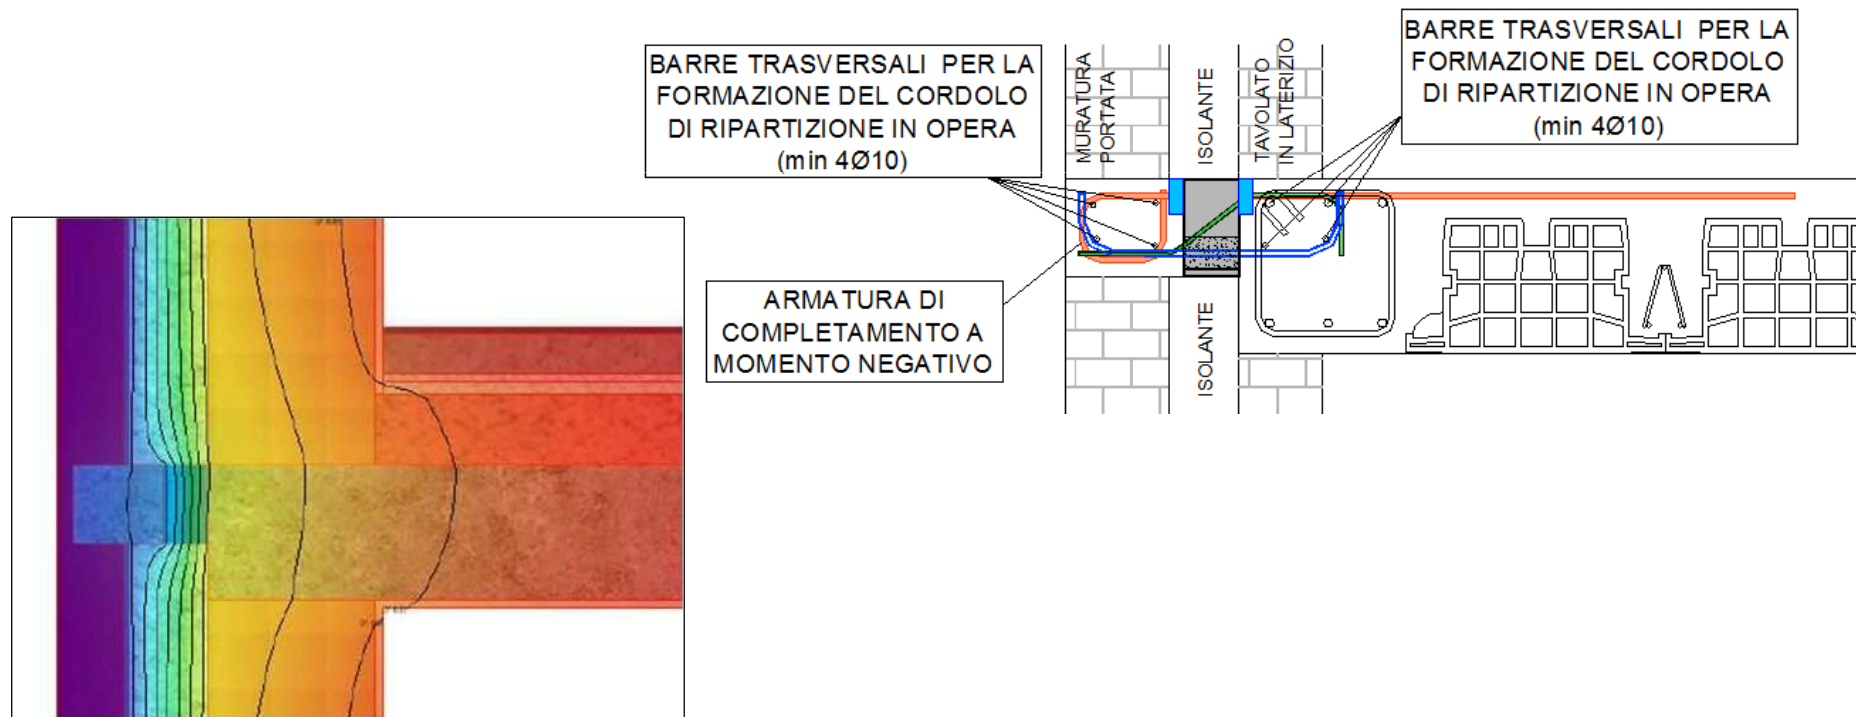 BARRE TRASVERSALI PER LA
FORMAZIONE DEL CORDOLO
DI RIPARTIZIONE IN OPERA
(min 4Ø10)
MURATURA
PORTATA
ISOLANTE
TAVOLATO
IN LATERIZIO
BARRE TRASVERSALI PER LA
FORMAZIONE DEL CORDOLO
DI RIPARTIZIONE IN OPERA
(min 4Ø10)
ARMATURA DI
COMPLETAMENTO A
MOMENTO NEGATIVO
ISOLANTE